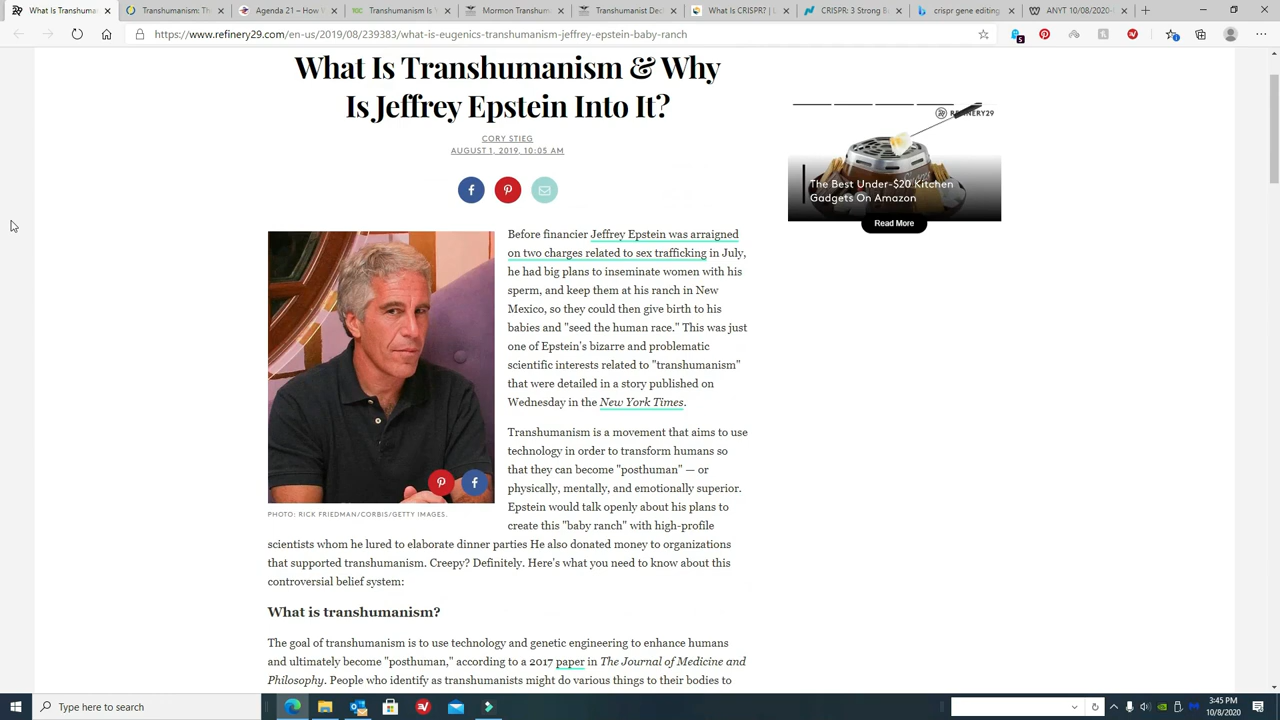 What Is Transhum
Transhumanism: Th
Agenda 21 – How T
Transhumanism Is
Mormon Transhum
Transhumanism Def
What is CRISPR? | L
CRISPR: 3 Strong B
crispr gene editing
ANYT 10/08/2020
https://www.refinery29.com/en-us/2019/08/239383/what-is-eugenics-transhumanism-jeffrey-epstein-baby-ranch
What Is Transhumanism & Why
Is Jeffrey Epstein Into It?
CORY STIEG
AUGUST 1, 2019, 10:05 AM
REFINERY29
The Best Under-$20 Kitchen
Gadgets On Amazon
Read More
Before financier Jeffrey Epstein was arraigned
on two charges related to sex trafficking in July,
he had big plans to inseminate women with his
sperm, and keep them at his ranch in New
Mexico, so they could then give birth to his
babies and "seed the human race." This was just
one of Epstein's bizarre and problematic
scientific interests related to "transhumanism"
that were detailed in a story published on
Wednesday in the New York Times.
Transhumanism is a movement that aims to use
technology in order to transform humans so
that they can become "posthuman" — or
physically, mentally, and emotionally superior.
Epstein would talk openly about his plans to
create this "baby ranch" with high-profile
PHOTO: RICK FRIEDMAN/CORBIS/GETTY IMAGES.
scientists whom he lured to elaborate dinner parties He also donated money to organizations
that supported transhumanism. Creepy? Definitely. Here's what you need to know about this
controversial belief system:
What is transhumanism?
The goal of transhumanism is to use technology and genetic engineering to enhance humans
and ultimately become "posthuman," according to a 2017 paper in The Journal of Medicine and
Philosophy. People who identify as transhumanists might do various things to their bodies to
Type here to search
3:45 PM
10/8/2020